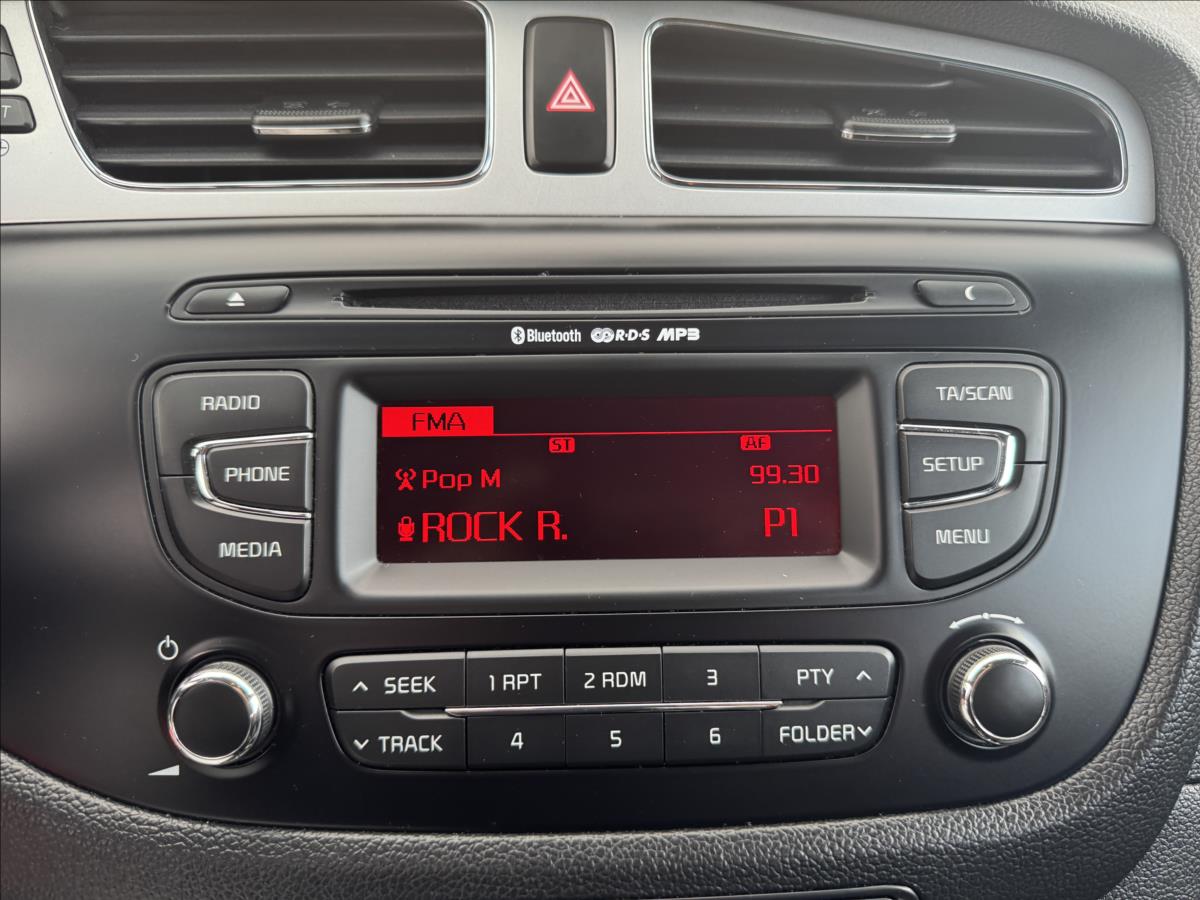 T
Bluetooth R·D·S MP3
RADIO
PHONE
MEDIA
FMA
ST AF
Pop M 99.30
ROCK R. P1
TA/SCAN
SETUP
MENU
SEEK 1 RPT 2 RDM 3 PTY
TRACK 4 5 6 FOLDER